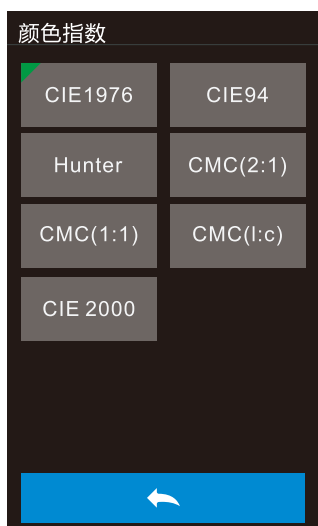 颜色指数
CIE1976
CIE94
Hunter
CMC(2:1)
CMC(1:1)
CMC(l:c)
CIE 2000